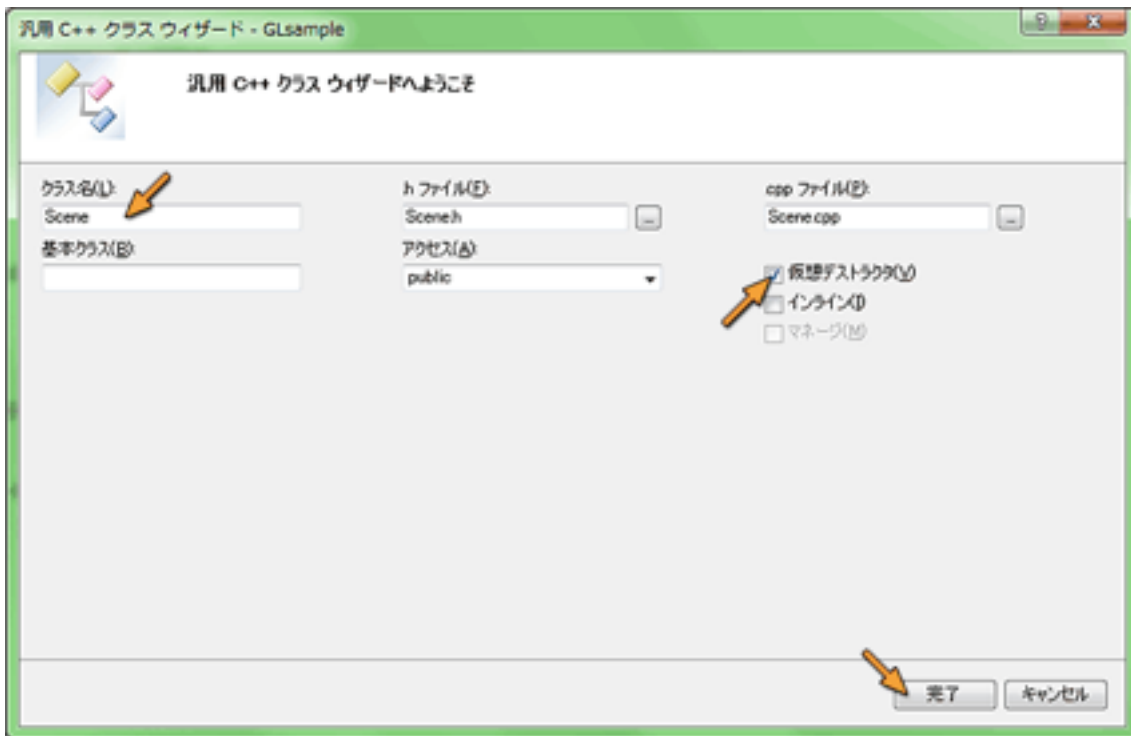 汎用 C++ クラス ウィザード - GLsample
汎用 C++ クラス ウィザードへようこそ
クラス名(L):
h ファイル(E):
cpp ファイル(P):
Scene
Scene.h
...
Scene.cpp
...
基本クラス(B):
アクセス(A):
public
仮想デストラクタ(V)
インライン(I)
マネージ(M)
完了
キャンセル